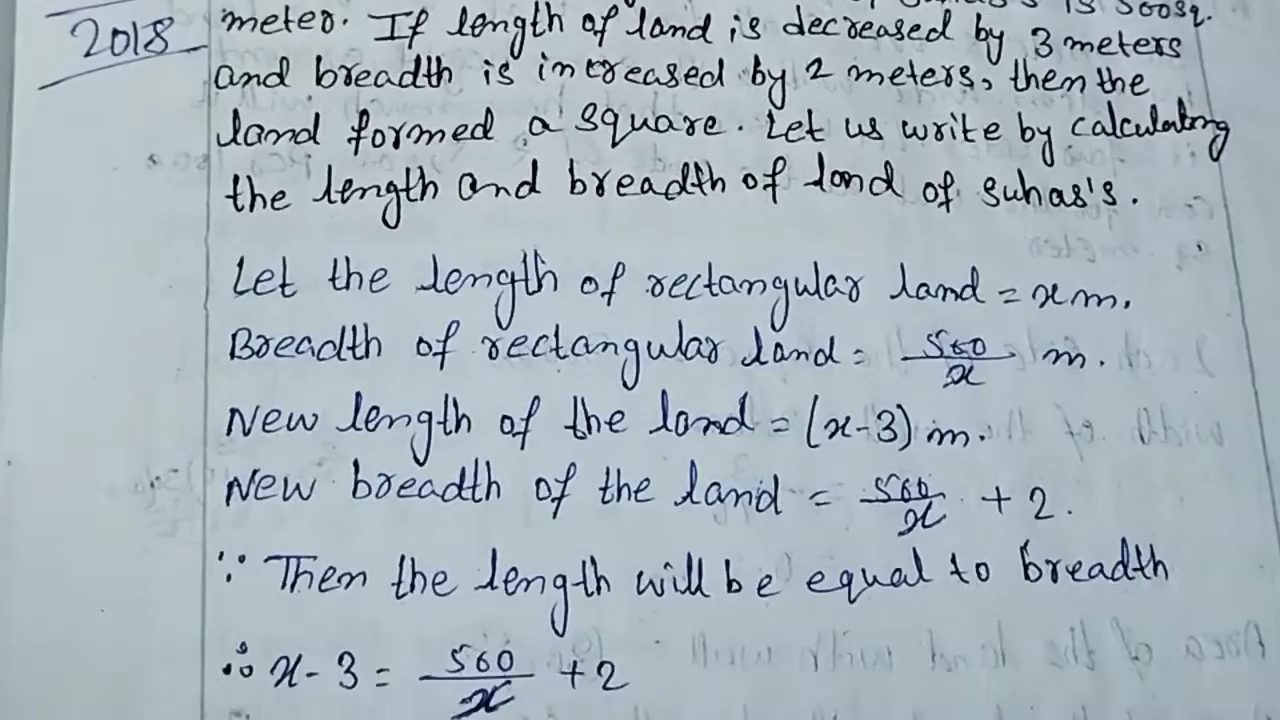 2018
is 500sq.
meter. If length of land is decreased by 3 meters
and breadth is increased by 2 meters, then the
land formed a square. Let us write by calculating
the length and breadth of land of Suhas's.
Let the length of rectangular land = x m.
Breadth of rectangular land = 560/x m.
New length of the land = (x-3) m.
New breadth of the land = 560/x + 2.
∵ Then the length will be equal to breadth
∴ x - 3 = 560/x + 2